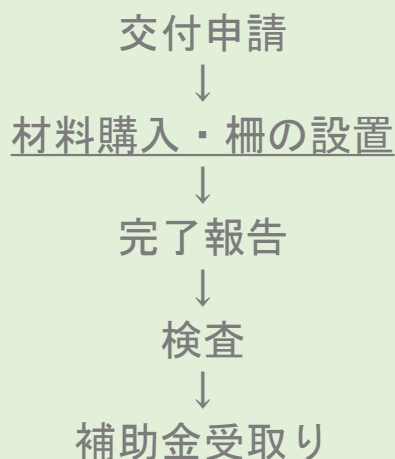 交付申請
↓
材料購入・柵の設置
↓
完了報告
↓
検査
↓
補助金受取り